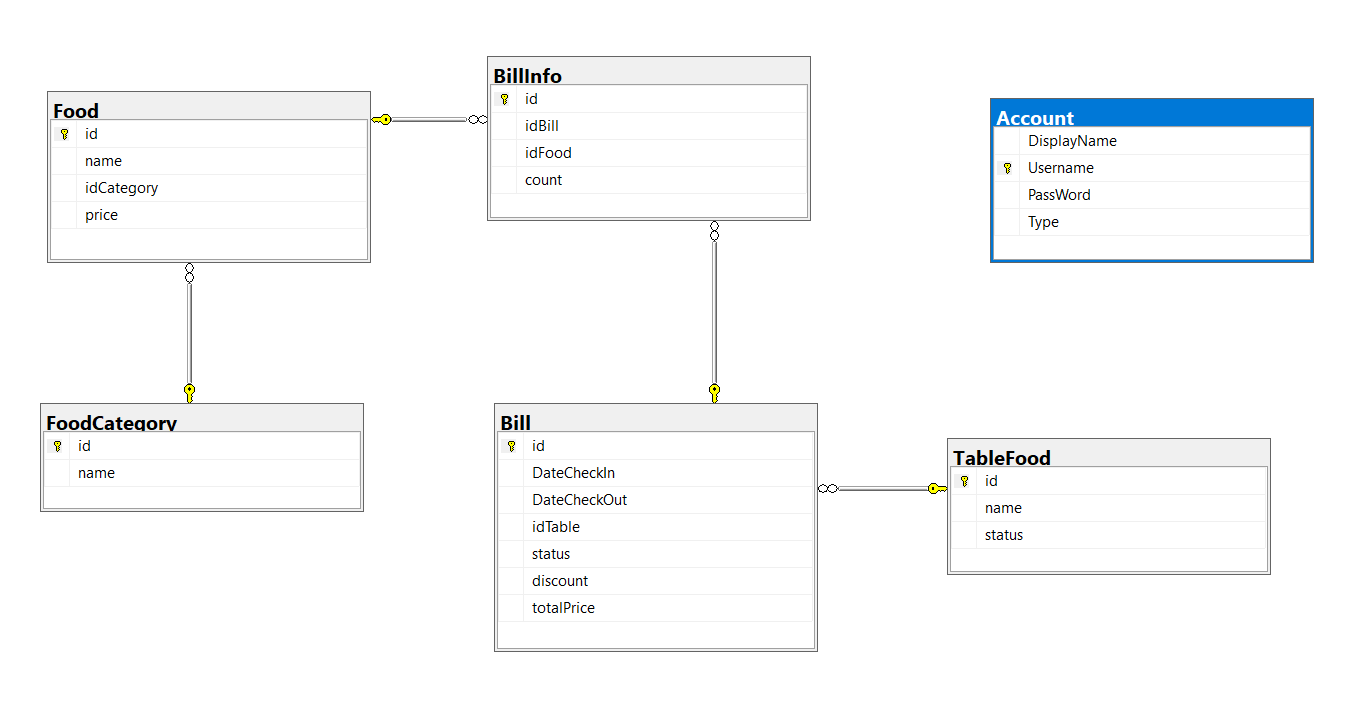 Food
id
name
idCategory
price
BillInfo
id
idBill
idFood
count
Account
DisplayName
Username
PassWord
Type
FoodCategory
id
name
Bill
id
DateCheckIn
DateCheckOut
idTable
status
discount
totalPrice
TableFood
id
name
status